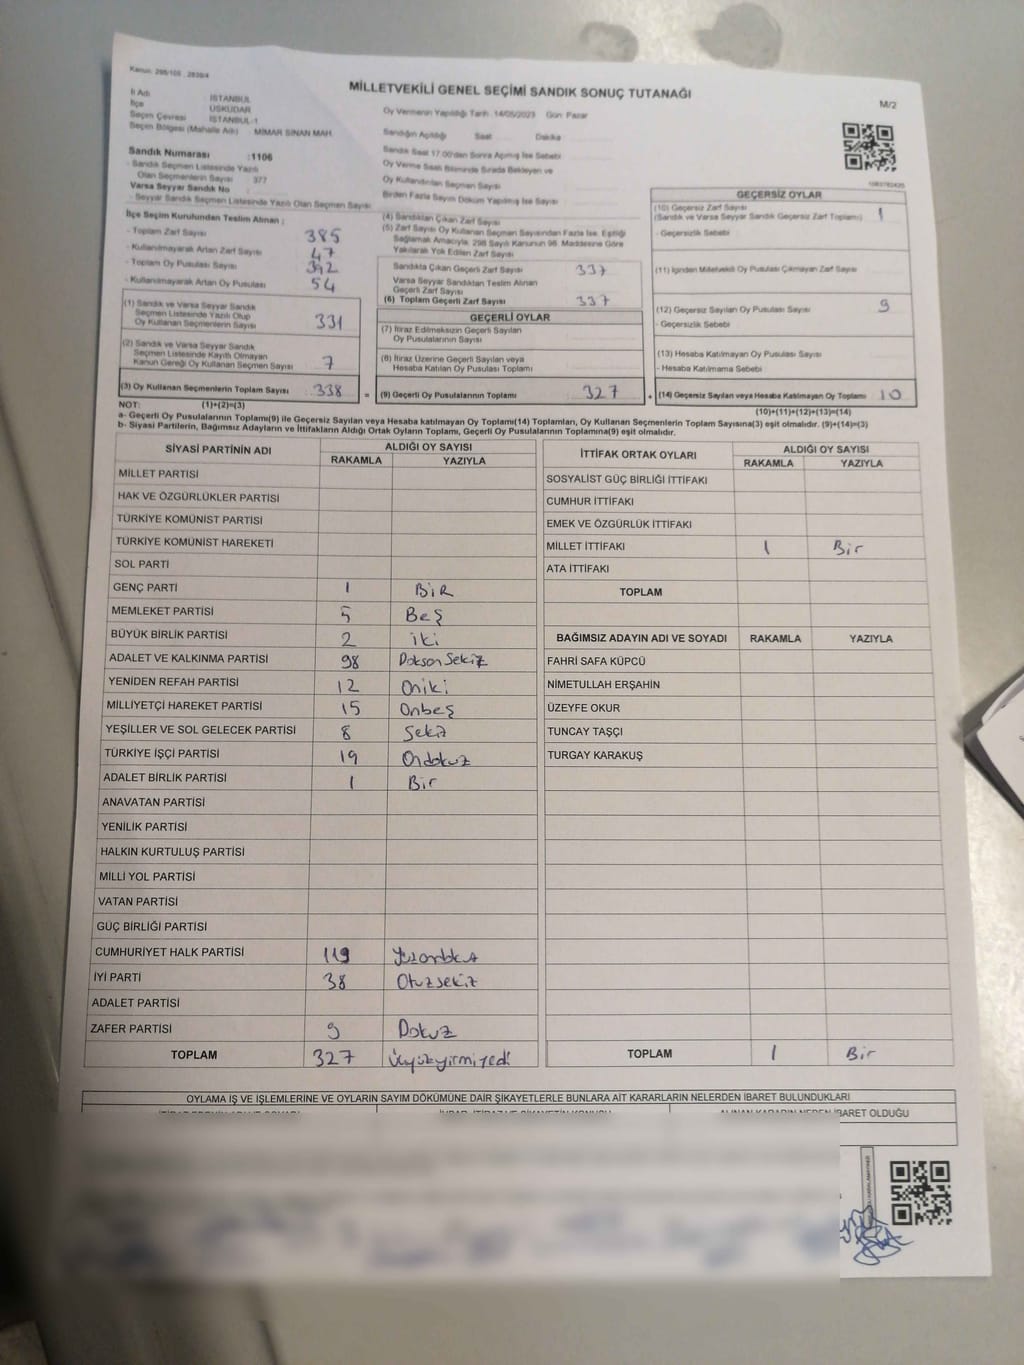 Kanun: 298/105 , 2839/4
MİLLETVEKİLİ GENEL SEÇİMİ SANDIK SONUÇ TUTANAĞI
M/2
İl Adı : İSTANBUL
İlçe : ÜSKÜDAR
Seçim Çevresi : İSTANBUL-1
Seçim Bölgesi (Mahalle Adı) : MİMAR SİNAN MAH.
Oy Vermenin Yapıldığı Tarih: 14/05/2023 Gün: Pazar
Sandığın Açıldığı Saat Dakika
Sandık Saat 17:00'den Sonra Açılmış İse Sebebi
Oy Verme Saati Bitiminde Sırada Bekleyen ve
Oy Kullandırılan Seçmen Sayısı
Birden Fazla Sayım Döküm Yapılmış İse Sayısı
Sandık Numarası :1106
- Sandık Seçmen Listesinde Yazılı
Olan Seçmenlerin Sayısı : 377
Varsa Seyyar Sandık No
- Seyyar Sandık Seçmen Listesinde Yazılı Olan Seçmen Sayısı:
İlçe Seçim Kurulundan Teslim Alınan ;
- Toplam Zarf Sayısı 385
- Kullanılmayarak Artan Zarf Sayısı 47
- Toplam Oy Pusulası Sayısı 392
- Kullanılmayarak Artan Oy Pusulası 54
(1) Sandık ve Varsa Seyyar Sandık
Seçmen Listesinde Yazılı Olup
Oy Kullanan Seçmenlerin Sayısı 331
(2) Sandık ve Varsa Seyyar Sandık
Seçmen Listesinde Kayıtlı Olmayan
Kanun Gereği Oy Kullanan Seçmen Sayısı 7
(3) Oy Kullanan Seçmenlerin Toplam Sayısı 338 =
(4) Sandıktan Çıkan Zarf Sayısı
(5) Zarf Sayısı Oy Kullanan Seçmen Sayısından Fazla İse, Eşitliği
Sağlamak Amacıyla, 298 Sayılı Kanunun 98. Maddesine Göre
Yakılarak Yok Edilen Zarf Sayısı
Sandıkta Çıkan Geçerli Zarf Sayısı 337
Varsa Seyyar Sandıktan Teslim Alınan
Geçerli Zarf Sayısı
(6) Toplam Geçerli Zarf Sayısı 337
GEÇERLİ OYLAR
(7) İtiraz Edilmeksizin Geçerli Sayılan
Oy Pusulalarının Sayısı
(8) İtiraz Üzerine Geçerli Sayılan veya
Hesaba Katılan Oy Pusulası Toplamı
(9) Geçerli Oy Pusulalarının Toplamı 327 +
GEÇERSİZ OYLAR
(10) Geçersiz Zarf Sayısı 1
(Sandık ve Varsa Seyyar Sandık Geçersiz Zarf Toplamı)
- Geçersizlik Sebebi
(11) İçinden Milletvekili Oy Pusulası Çıkmayan Zarf Sayısı
(12) Geçersiz Sayılan Oy Pusulası Sayısı 9
- Geçersizlik Sebebi
(13) Hesaba Katılmayan Oy Pusulası Sayısı
- Hesaba Katılmama Sebebi
(14) Geçersiz Sayılan veya Hesaba Katılmayan Oy Toplamı 10
NOT: (1)+(2)=(3) (10)+(11)+(12)+(13)=(14)
a- Geçerli Oy Pusulalarının Toplamı(9) ile Geçersiz Sayılan veya Hesaba katılmayan Oy Toplamı(14) Toplamları, Oy Kullanan Seçmenlerin Toplam Sayısına(3) eşit olmalıdır. (9)+(14)=(3)
b- Siyasi Partilerin, Bağımsız Adayların ve İttifakların Aldığı Ortak Oyların Toplamı, Geçerli Oy Pusulalarının Toplamına(9) eşit olmalıdır.
SİYASİ PARTİNİN ADI ALDIĞI OY SAYISI
RAKAMLA YAZIYLA
MİLLET PARTİSİ
HAK VE ÖZGÜRLÜKLER PARTİSİ
TÜRKİYE KOMÜNİST PARTİSİ
TÜRKİYE KOMÜNİST HAREKETİ
SOL PARTİ
GENÇ PARTİ 1 BİR
MEMLEKET PARTİSİ 5 Beş
BÜYÜK BİRLİK PARTİSİ 2 iki
ADALET VE KALKINMA PARTİSİ 98 Doksan Sekiz
YENİDEN REFAH PARTİSİ 12 Oniki
MİLLİYETÇİ HAREKET PARTİSİ 15 Onbeş
YEŞİLLER VE SOL GELECEK PARTİSİ 8 Sekiz
TÜRKİYE İŞÇİ PARTİSİ 19 Ondokuz
ADALET BİRLİK PARTİSİ 1 Bir
ANAVATAN PARTİSİ
YENİLİK PARTİSİ
HALKIN KURTULUŞ PARTİSİ
MİLLİ YOL PARTİSİ
VATAN PARTİSİ
GÜÇ BİRLİĞİ PARTİSİ
CUMHURİYET HALK PARTİSİ 119
İYİ PARTİ 38 Otuzsekiz
ADALET PARTİSİ
ZAFER PARTİSİ 9 Dokuz
TOPLAM 327 Üçyüzyirmiyedi
İTTİFAK ORTAK OYLARI ALDIĞI OY SAYISI
RAKAMLA YAZIYLA
SOSYALİST GÜÇ BİRLİĞİ İTTİFAKI
CUMHUR İTTİFAKI
EMEK VE ÖZGÜRLÜK İTTİFAKI
MİLLET İTTİFAKI 1 Bir
ATA İTTİFAKI
TOPLAM
BAĞIMSIZ ADAYIN ADI VE SOYADI RAKAMLA YAZIYLA
FAHRİ SAFA KÜPCÜ
NİMETULLAH ERŞAHİN
ÜZEYFE OKUR
TUNCAY TAŞÇI
TURGAY KARAKUŞ
TOPLAM 1 Bir
OYLAMA İŞ VE İŞLEMLERİNE VE OYLARIN SAYIM DÖKÜMÜNE DAİR ŞİKAYETLERLE BUNLARA AİT KARARLARIN NELERDEN İBARET BULUNDUKLARI
ALINAN KARARIN NEDEN İBARET OLDUĞU